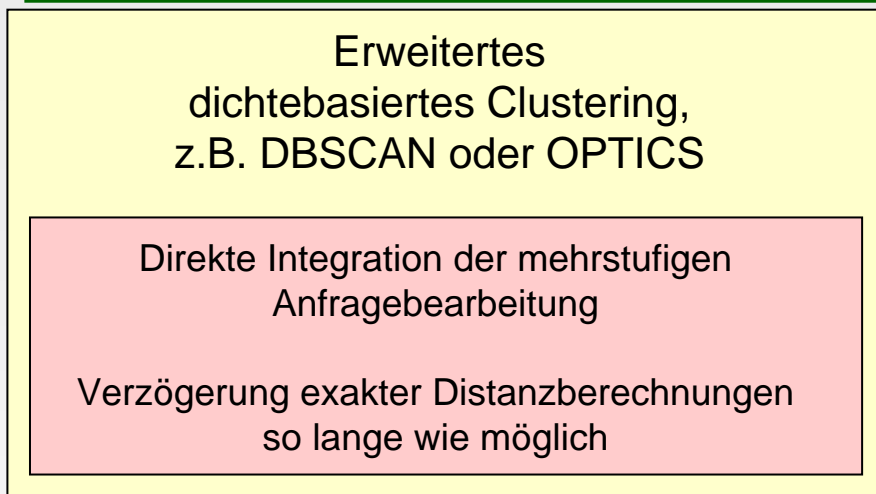 Erweitertes
dichtebasiertes Clustering,
z.B. DBSCAN oder OPTICS
Direkte Integration der mehrstufigen
Anfragebearbeitung
Verzögerung exakter Distanzberechnungen
so lange wie möglich